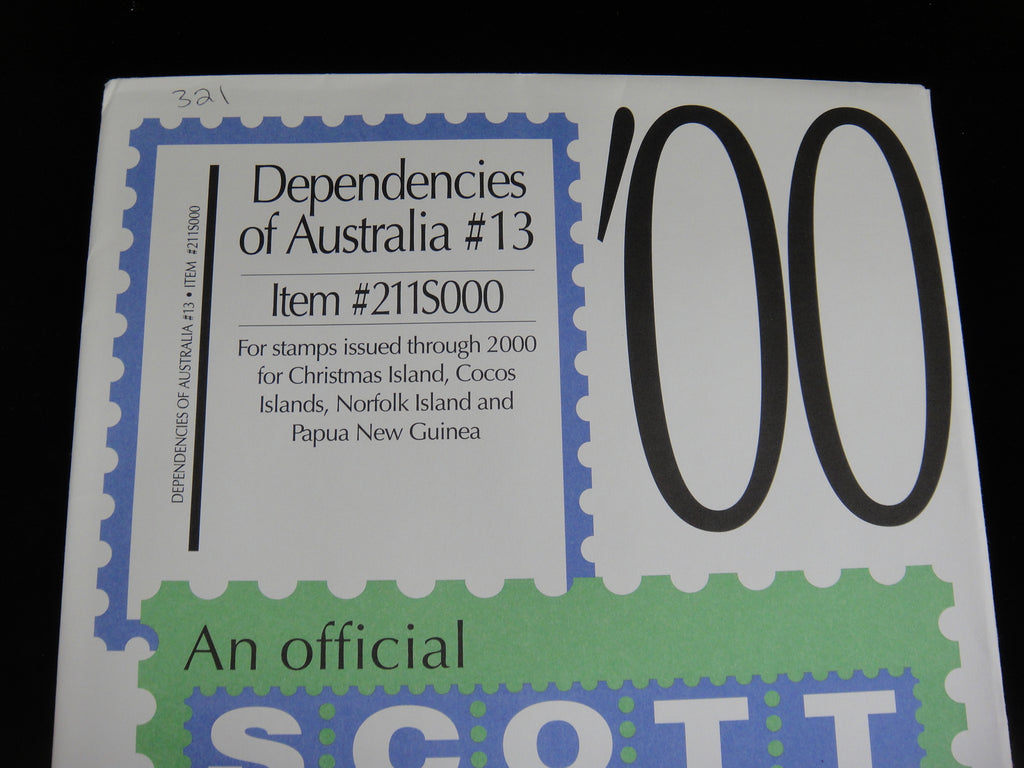 321
'00
Dependencies
of Australia #13
Item #211S000
For stamps issued through 2000
for Christmas Island, Cocos
Islands, Norfolk Island and
Papua New Guinea
DEPENDENCIES OF AUSTRALIA #13 • ITEM #211S000
An official
SCOTT